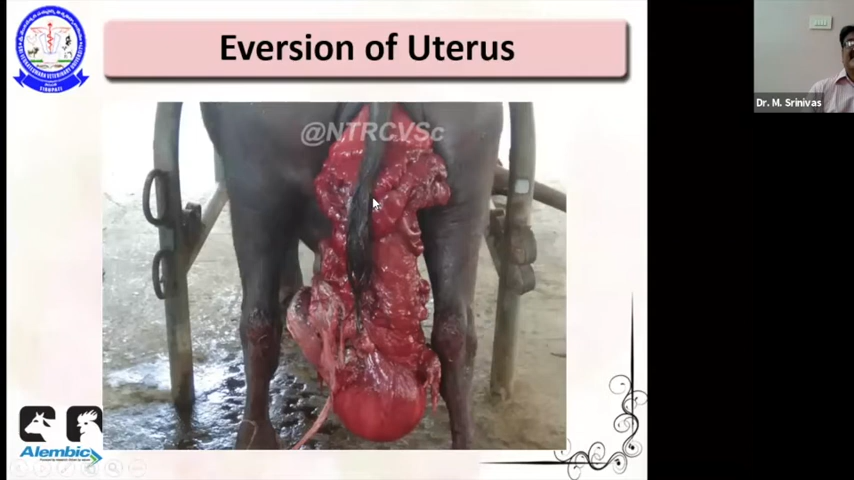 Eversion of Uterus
@NTRCVSc
Dr. M. Srinivas
TIRUPATI
Alembic